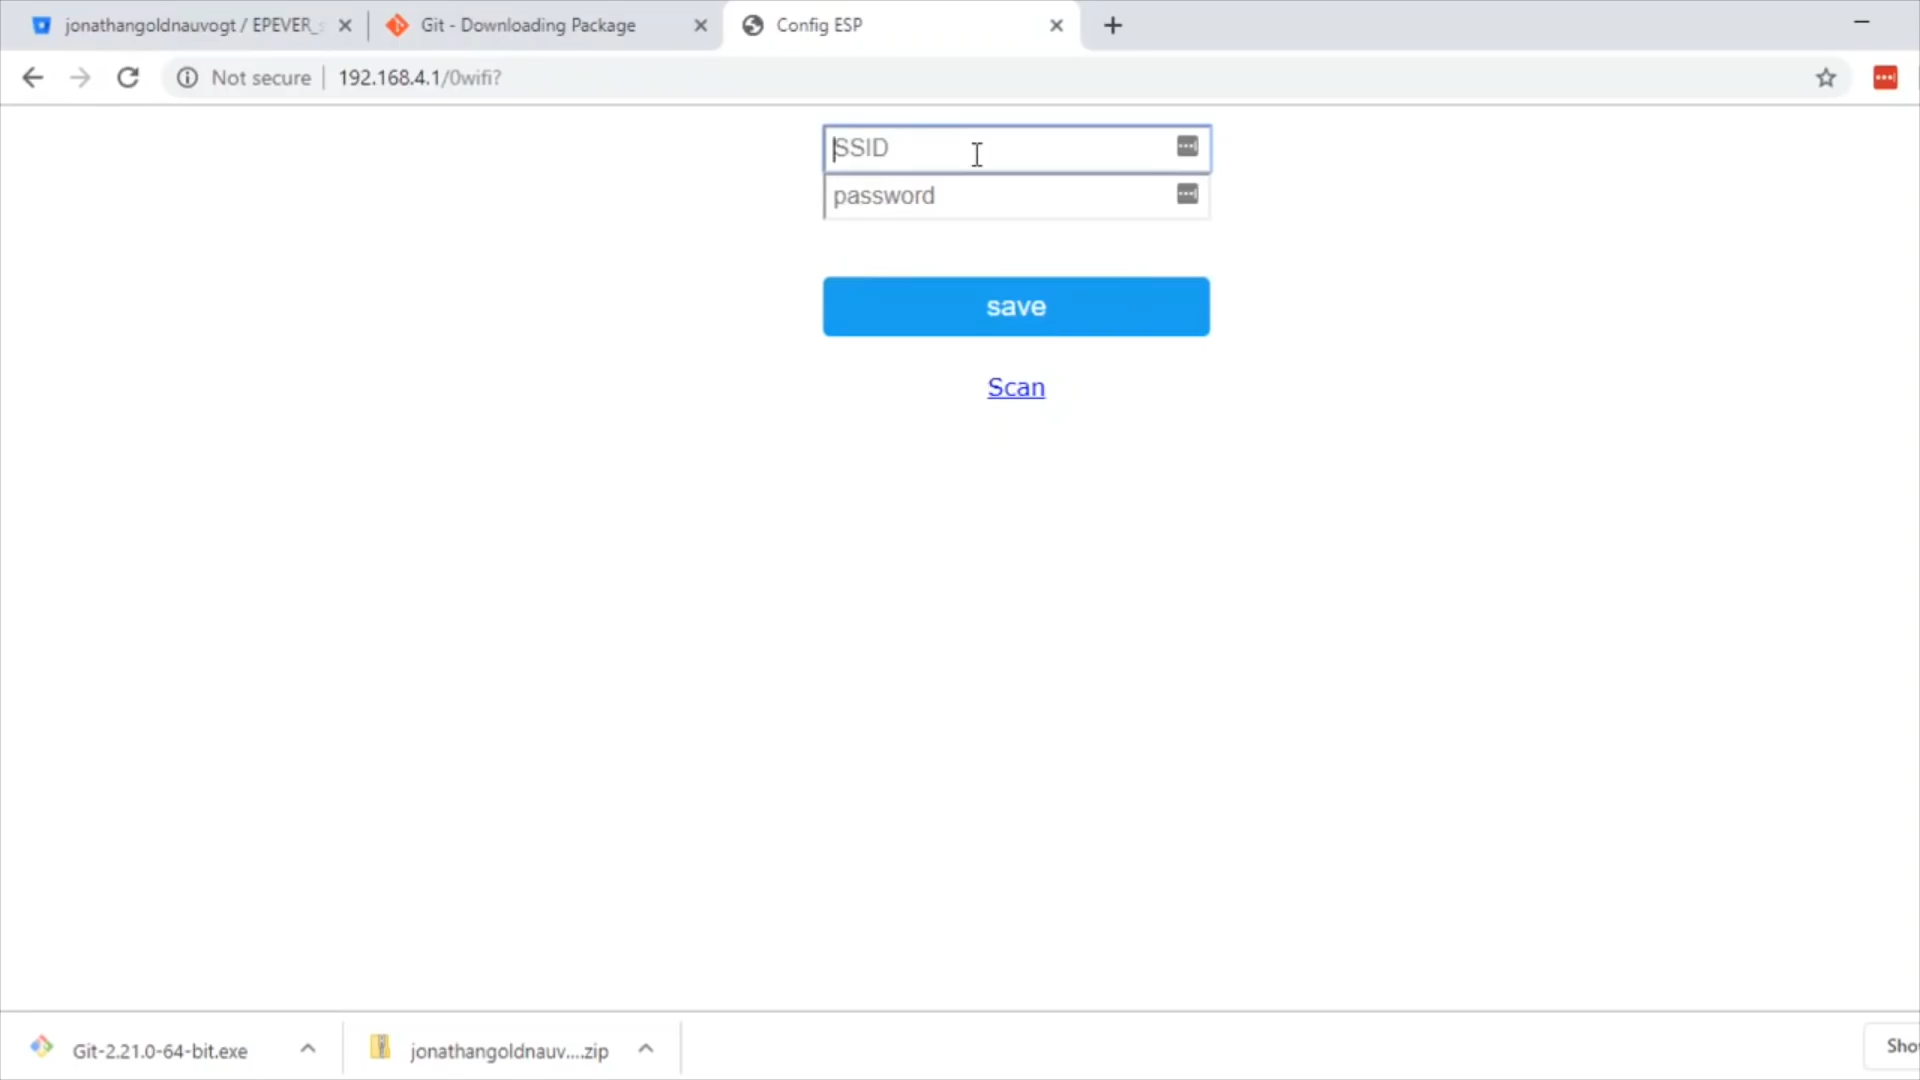 jonathangoldnauvogt / EPEVER_s
Git - Downloading Package
Config ESP
Not secure
192.168.4.1/0wifi?
SSID
password
save
Scan
Git-2.21.0-64-bit.exe
jonathangoldnauv....zip
Sho